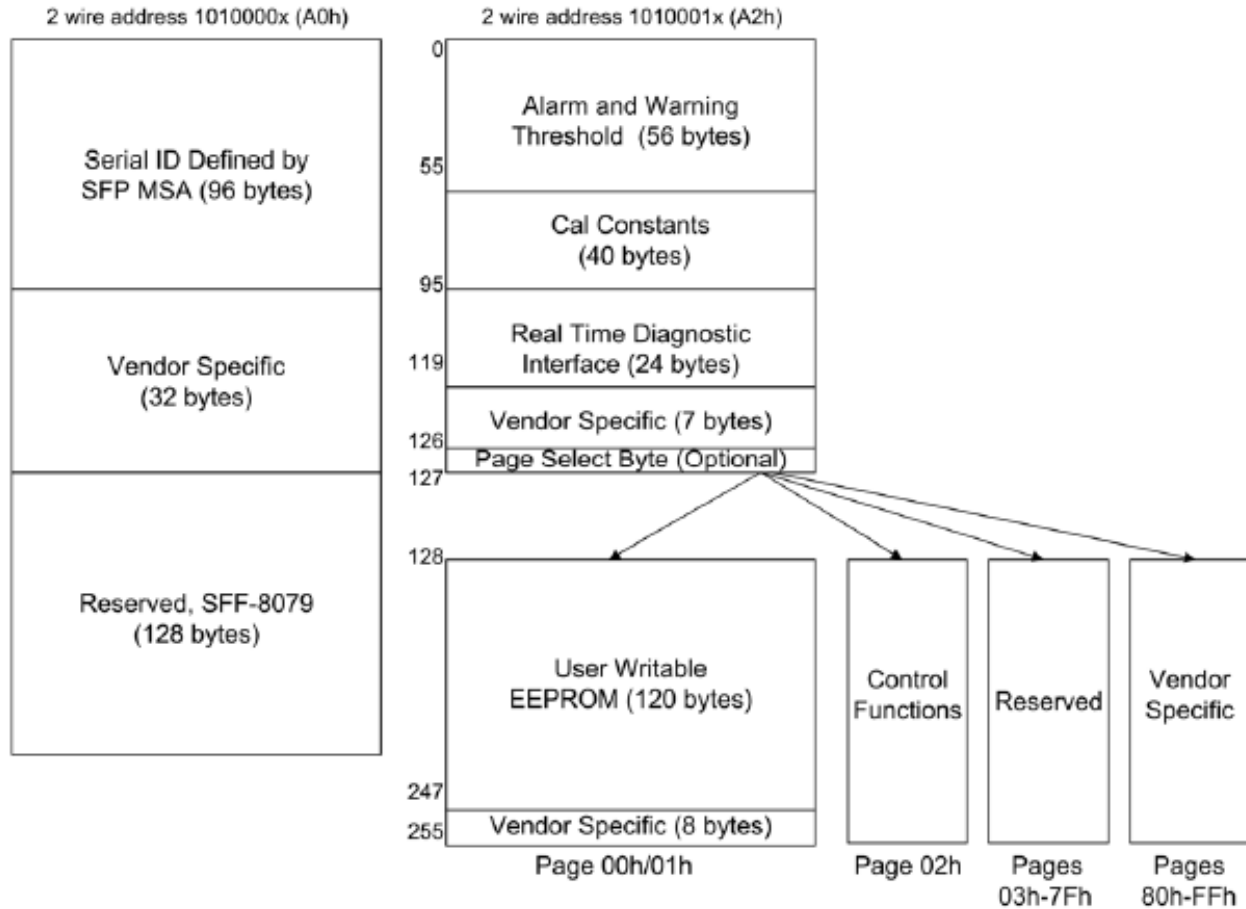 2 wire address 1010000x (A0h)
Serial ID Defined by
SFP MSA (96 bytes)
Vendor Specific
(32 bytes)
Reserved, SFF-8079
(128 bytes)
2 wire address 1010001x (A2h)
0
Alarm and Warning
Threshold (56 bytes)
55
Cal Constants
(40 bytes)
95
Real Time Diagnostic
Interface (24 bytes)
119
Vendor Specific (7 bytes)
126
Page Select Byte (Optional)
127
128
User Writable
EEPROM (120 bytes)
247
Vendor Specific (8 bytes)
255
Page 00h/01h
Control
Functions
Page 02h
Reserved
Pages
03h-7Fh
Vendor
Specific
Pages
80h-FFh